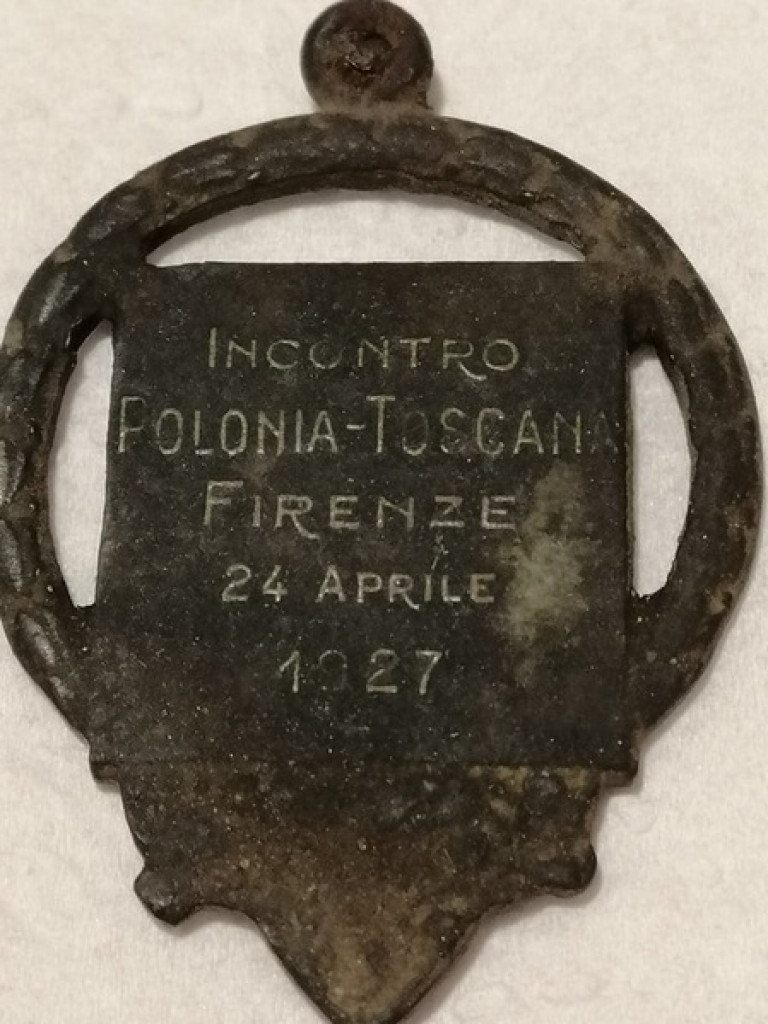 INCONTRO
POLONIA-TOSCANA
FIRENZE
24 APRILE
1927